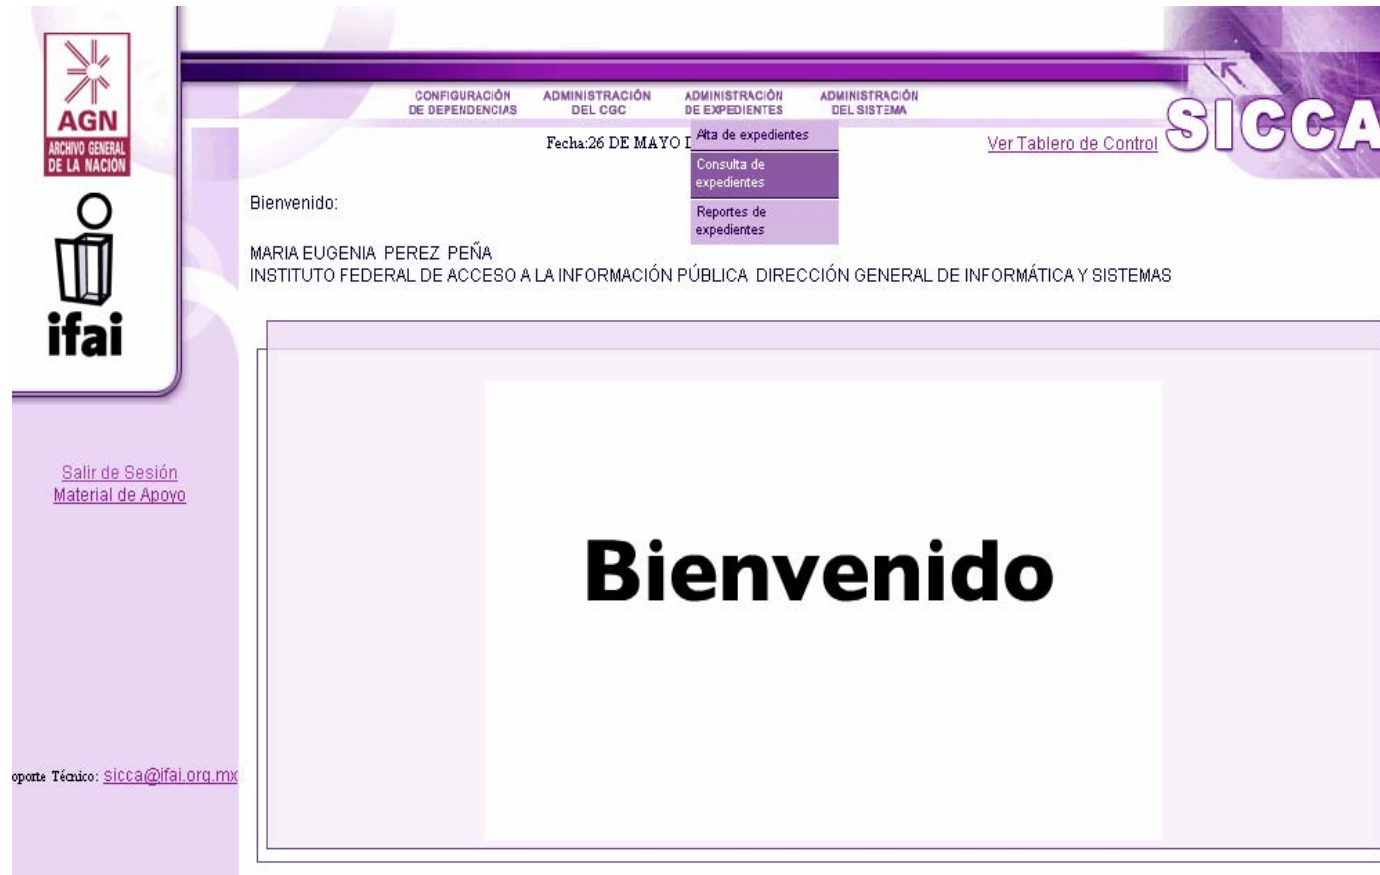 AGN
ARCHIVO GENERAL
DE LA NACIÓN
ifai
CONFIGURACIÓN
DE DEPENDENCIAS
ADMINISTRACIÓN
DEL CGC
ADMINISTRACIÓN
DE EXPEDIENTES
ADMINISTRACIÓN
DEL SISTEMA
SICCA
Fecha:26 DE MAYO D
Alta de expedientes
Consulta de
expedientes
Reportes de
expedientes
Ver Tablero de Control
Bienvenido:
MARIA EUGENIA PEREZ PEÑA
INSTITUTO FEDERAL DE ACCESO A LA INFORMACIÓN PÚBLICA DIRECCIÓN GENERAL DE INFORMÁTICA Y SISTEMAS
Salir de Sesión
Material de Apoyo
Bienvenido
oporte Técnico: sicca@ifai.org.mx